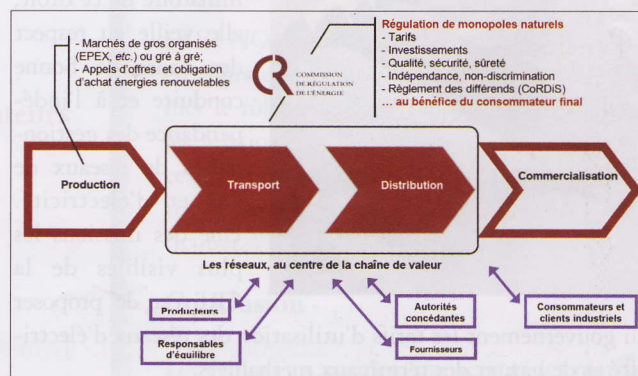 - Marchés de gros organisés
(EPEX, etc.) ou gré à gré;
- Appels d'offres et obligation
d'achat énergies renouvelables
COMMISSION
DE RÉGULATION
DE L'ÉNERGIE
Régulation de monopoles naturels
- Tarifs
- Investissements
- Qualité, sécurité, sûreté
- Indépendance, non-discrimination
- Règlement des différends (CoRDiS)
… au bénéfice du consommateur final
Production
Transport
Distribution
Commercialisation
Les réseaux, au centre de la chaîne de valeur
Producteurs
Responsables
d'équilibre
Autorités
concédantes
Fournisseurs
Consommateurs et
clients industriels